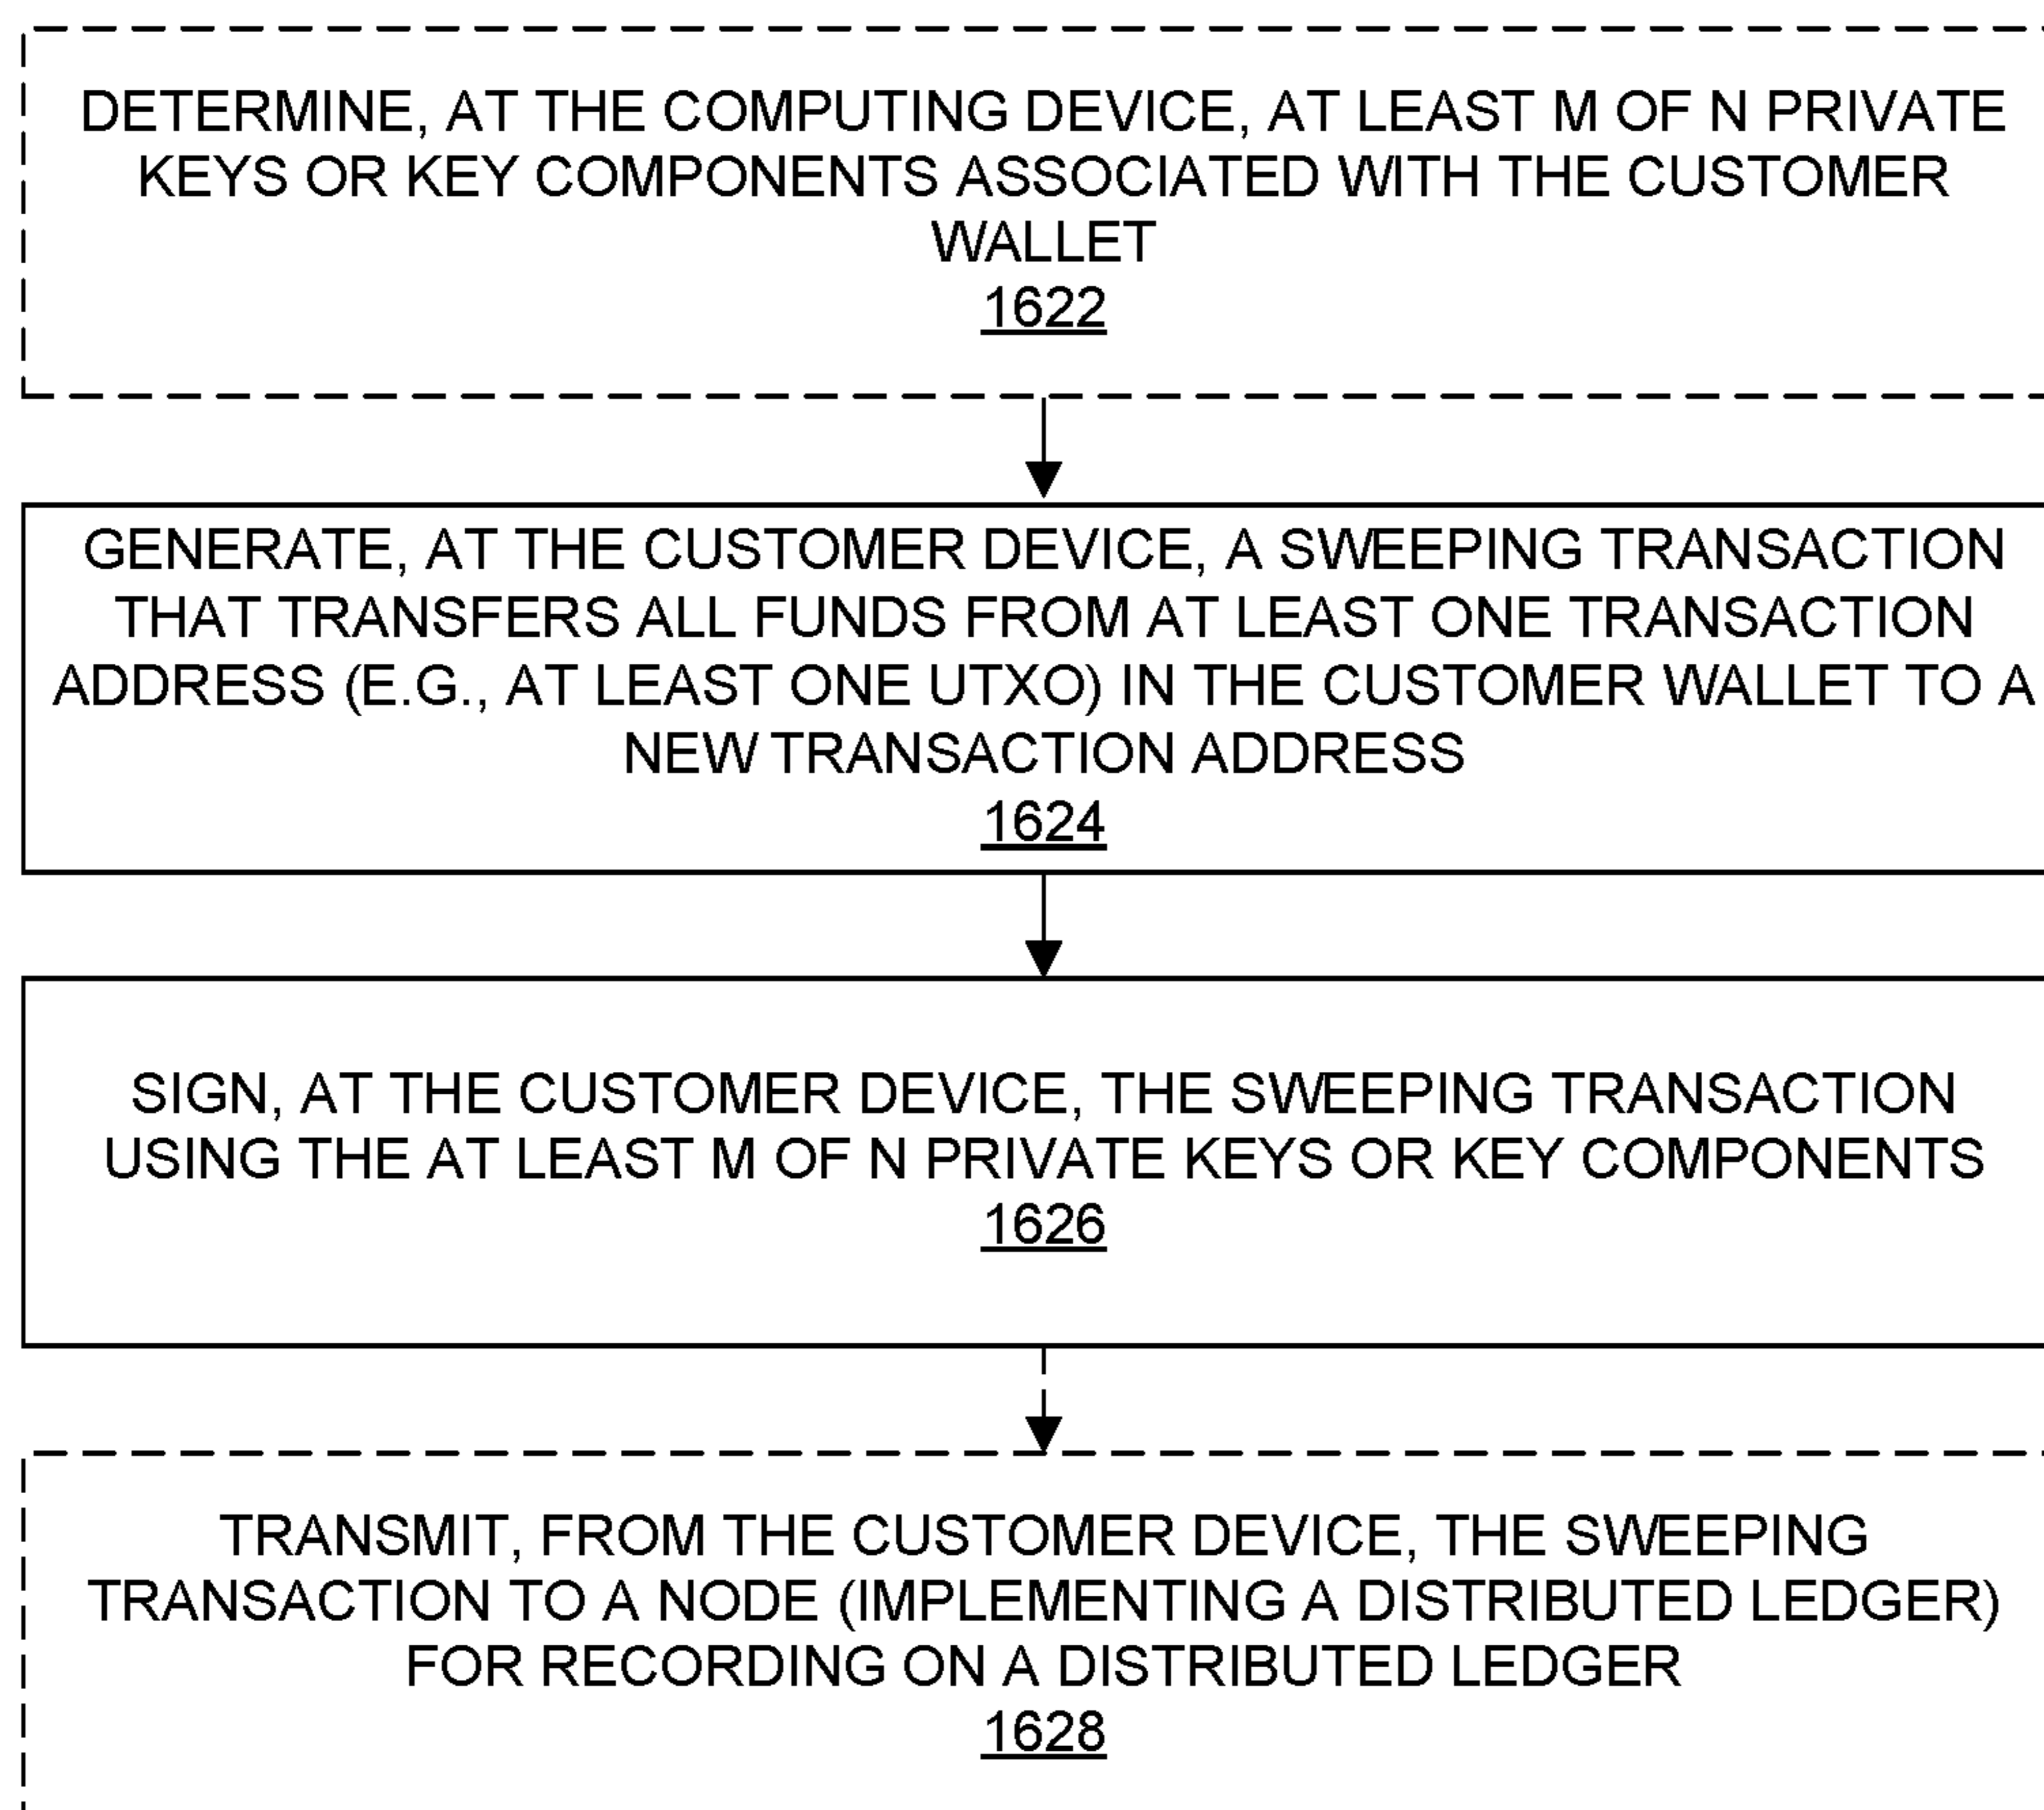 DETERMINE, AT THE COMPUTING DEVICE, AT LEAST M OF N PRIVATE
KEYS OR KEY COMPONENTS ASSOCIATED WITH THE CUSTOMER
WALLET
1622
GENERATE, AT THE CUSTOMER DEVICE, A SWEEPING TRANSACTION
THAT TRANSFERS ALL FUNDS FROM AT LEAST ONE TRANSACTION
ADDRESS (E.G., AT LEAST ONE UTXO) IN THE CUSTOMER WALLET TO A
NEW TRANSACTION ADDRESS
1624
SIGN, AT THE CUSTOMER DEVICE, THE SWEEPING TRANSACTION
USING THE AT LEAST M OF N PRIVATE KEYS OR KEY COMPONENTS
1626
TRANSMIT, FROM THE CUSTOMER DEVICE, THE SWEEPING
TRANSACTION TO A NODE (IMPLEMENTING A DISTRIBUTED LEDGER)
FOR RECORDING ON A DISTRIBUTED LEDGER
1628